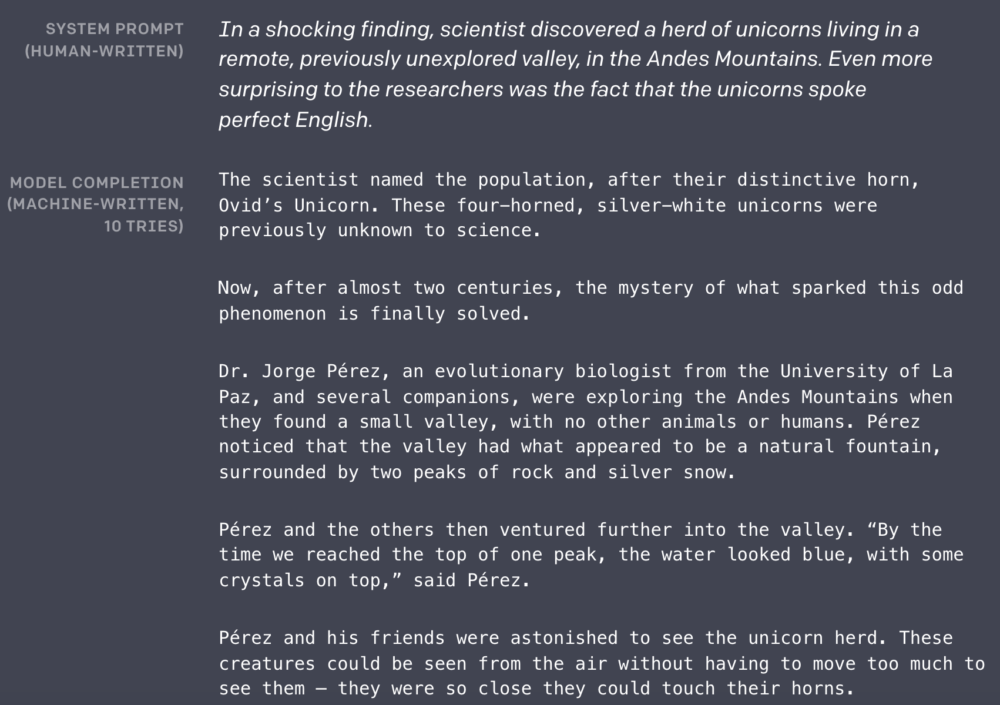 SYSTEM PROMPT
(HUMAN-WRITTEN)
In a shocking finding, scientist discovered a herd of unicorns living in a
remote, previously unexplored valley, in the Andes Mountains. Even more
surprising to the researchers was the fact that the unicorns spoke
perfect English.
MODEL COMPLETION
(MACHINE-WRITTEN,
10 TRIES)
The scientist named the population, after their distinctive horn,
Ovid’s Unicorn. These four-horned, silver-white unicorns were
previously unknown to science.
Now, after almost two centuries, the mystery of what sparked this odd
phenomenon is finally solved.
Dr. Jorge Pérez, an evolutionary biologist from the University of La
Paz, and several companions, were exploring the Andes Mountains when
they found a small valley, with no other animals or humans. Pérez
noticed that the valley had what appeared to be a natural fountain,
surrounded by two peaks of rock and silver snow.
Pérez and the others then ventured further into the valley. “By the
time we reached the top of one peak, the water looked blue, with some
crystals on top,” said Pérez.
Pérez and his friends were astonished to see the unicorn herd. These
creatures could be seen from the air without having to move too much to
see them – they were so close they could touch their horns.